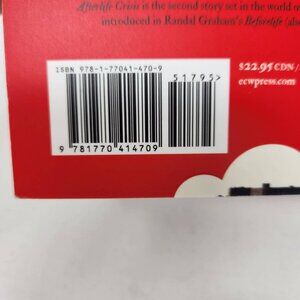 Afterlife Crisis is the second story set in the world
introduced in Randal Graham's Beforelife
ISBN 978-1-77041-470-9
51795>
$22.95 CDN /
ecwpress.com
9 781770 414709